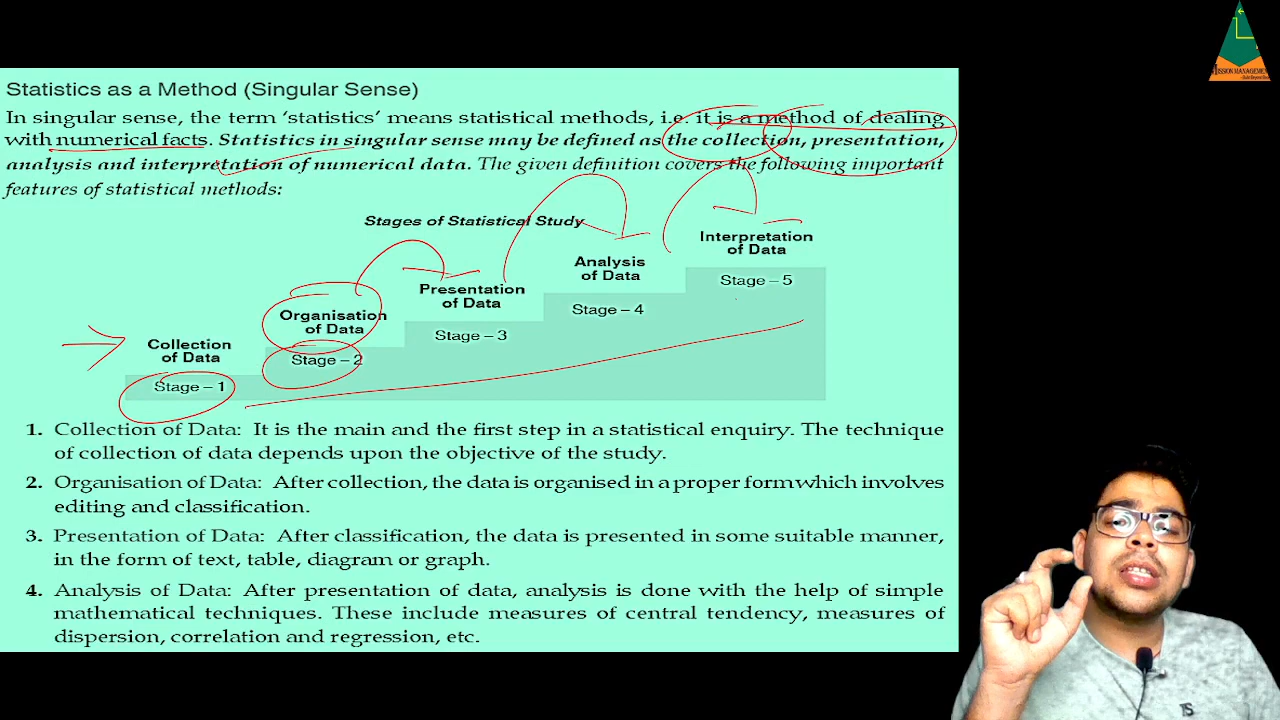 Statistics as a Method (Singular Sense)
In singular sense, the term ‘statistics’ means statistical methods, i.e. it is a method of dealing
with numerical facts. Statistics in singular sense may be defined as the collection, presentation,
analysis and interpretation of numerical data. The given definition covers the following important
features of statistical methods:
Stages of Statistical Study
Interpretation
of Data
Stage – 5
Analysis
of Data
Stage – 4
Presentation
of Data
Stage – 3
Organisation
of Data
Stage – 2
Collection
of Data
Stage – 1
1. Collection of Data: It is the main and the first step in a statistical enquiry. The technique
of collection of data depends upon the objective of the study.
2. Organisation of Data: After collection, the data is organised in a proper form which involves
editing and classification.
3. Presentation of Data: After classification, the data is presented in some suitable manner,
in the form of text, table, diagram or graph.
4. Analysis of Data: After presentation of data, analysis is done with the help of simple
mathematical techniques. These include measures of central tendency, measures of
dispersion, correlation and regression, etc.
MISSION MANAGEMENT
TS